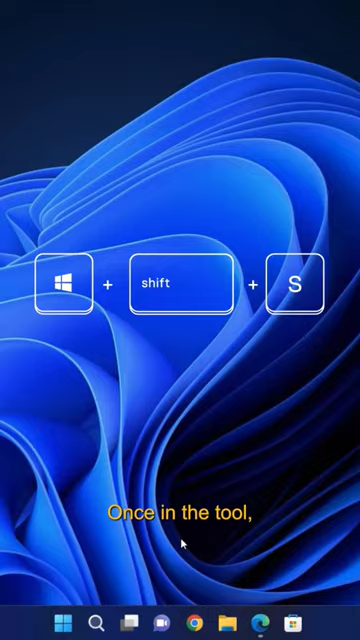 + shift + S
Once in the tool,